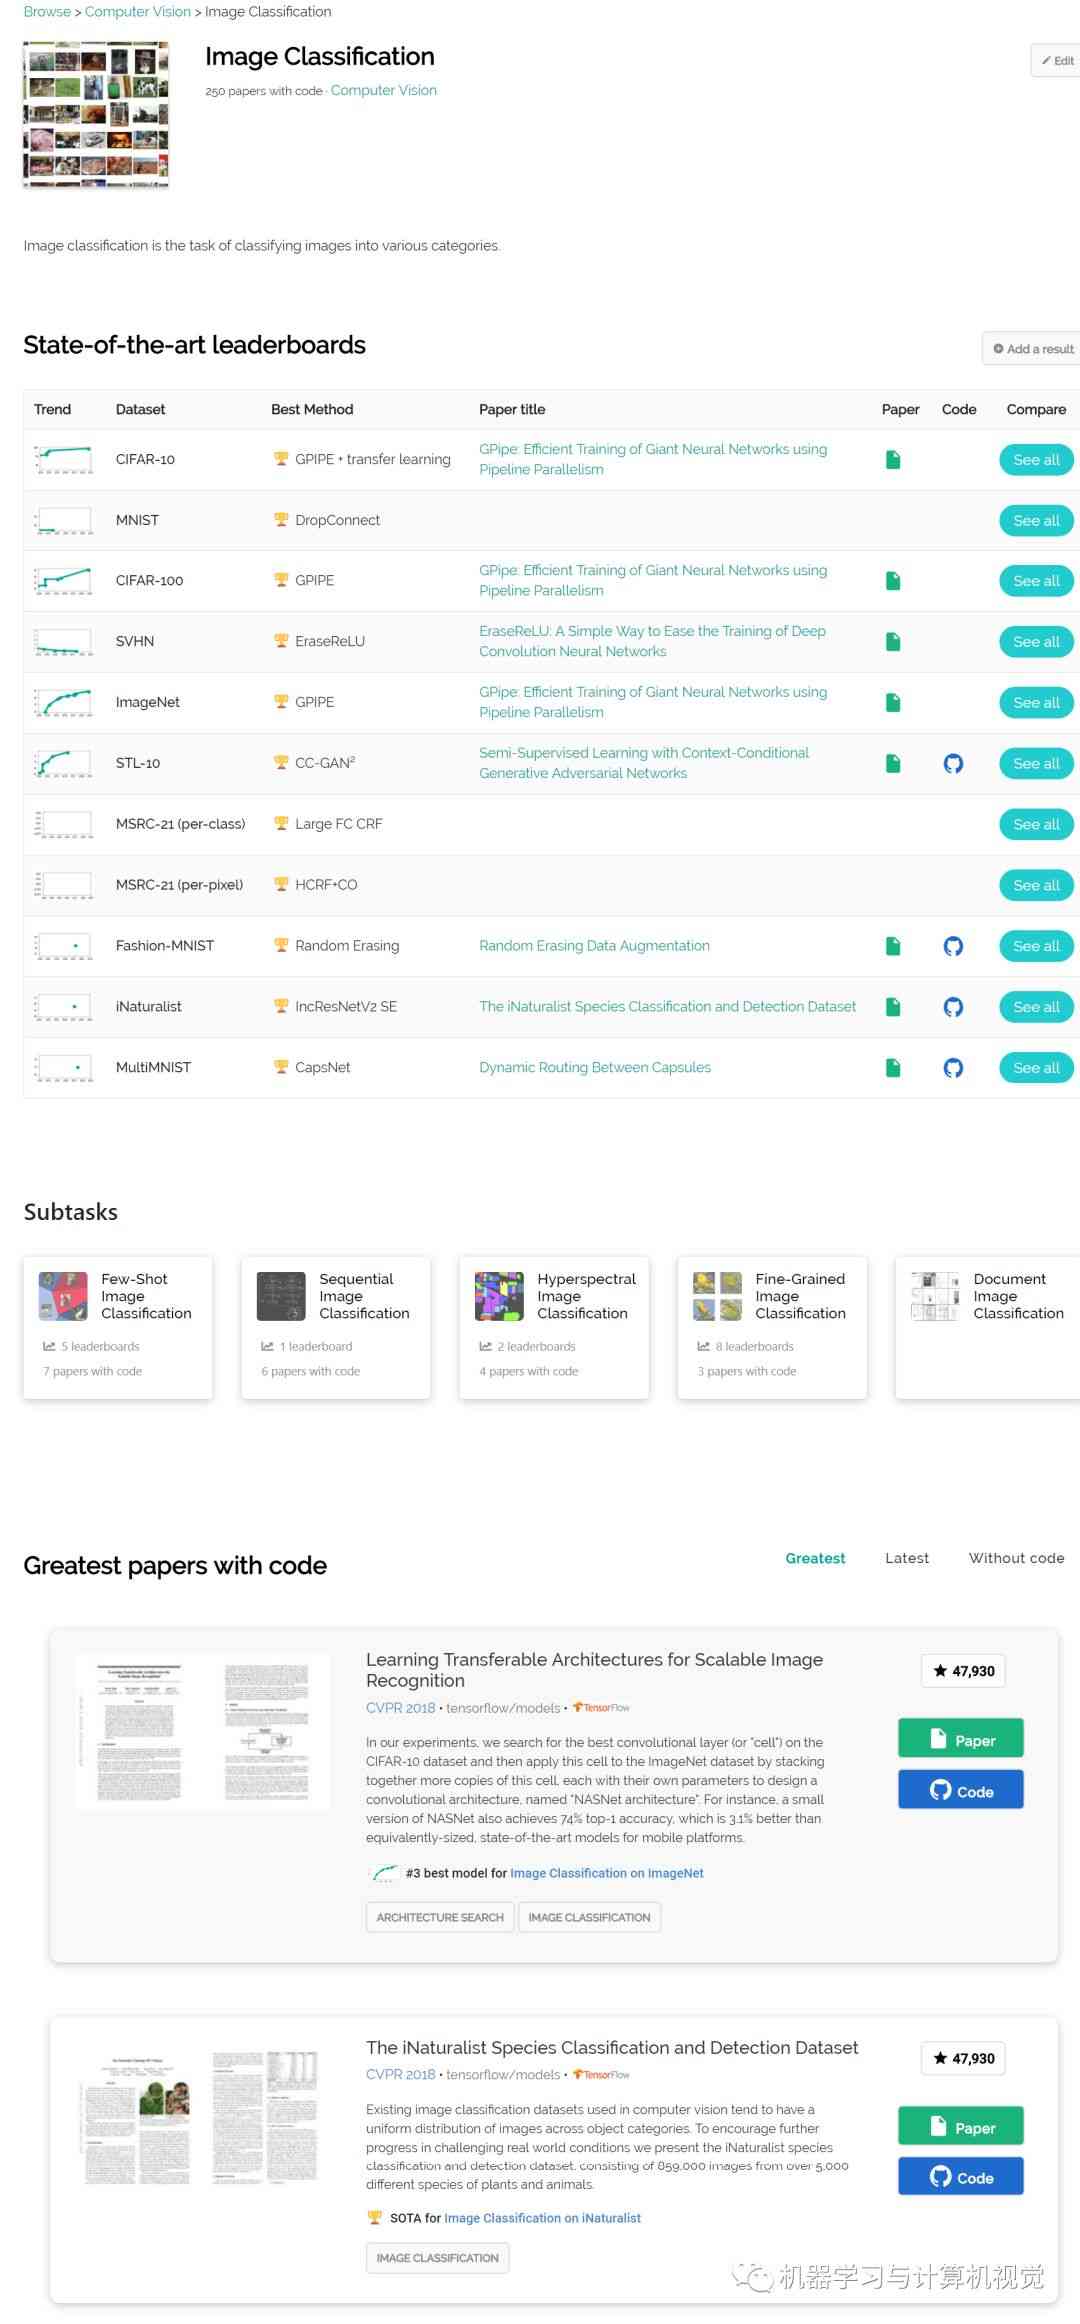 Browse > Computer Vision > Image Classification
Image Classification
Edit
250 papers with code · Computer Vision
Image classification is the task of classifying images into various categories.
State-of-the-art leaderboards
Add a result
Trend Dataset Best Method Paper title Paper Code Compare
CIFAR-10 GPIPE + transfer learning GPipe: Efficient Training of Giant Neural Networks using
Pipeline Parallelism See all
MNIST DropConnect See all
CIFAR-100 GPIPE GPipe: Efficient Training of Giant Neural Networks using
Pipeline Parallelism See all
SVHN EraseReLU EraseReLU: A Simple Way to Ease the Training of Deep
Convolution Neural Networks See all
ImageNet GPIPE GPipe: Efficient Training of Giant Neural Networks using
Pipeline Parallelism See all
STL-10 CC-GAN² Semi-Supervised Learning with Context-Conditional
Generative Adversarial Networks See all
MSRC-21 (per-class) Large FC CRF See all
MSRC-21 (per-pixel) HCRF+CO See all
Fashion-MNIST Random Erasing Random Erasing Data Augmentation See all
iNaturalist IncResNetV2 SE The iNaturalist Species Classification and Detection Dataset See all
MultiMNIST CapsNet Dynamic Routing Between Capsules See all
Subtasks
Few-Shot
Image
Classification
5 leaderboards
7 papers with code
Sequential
Image
Classification
1 leaderboard
6 papers with code
Hyperspectral
Image
Classification
2 leaderboards
4 papers with code
Fine-Grained
Image
Classification
8 leaderboards
3 papers with code
Document
Image
Classification
Greatest papers with code
Greatest Latest Without code
Learning Transferable Architectures for Scalable Image
Recognition
CVPR 2018 • tensorflow/models • TensorFlow
In our experiments, we search for the best convolutional layer (or "cell") on the
CIFAR-10 dataset and then apply this cell to the ImageNet dataset by stacking
together more copies of this cell, each with their own parameters to design a
convolutional architecture, named "NASNet architecture". For instance, a small
version of NASNet also achieves 74% top-1 accuracy, which is 3.1% better than
equivalently-sized, state-of-the-art models for mobile platforms.
#3 best model for Image Classification on ImageNet
ARCHITECTURE SEARCH IMAGE CLASSIFICATION
★ 47,930
Paper
Code
The iNaturalist Species Classification and Detection Dataset
CVPR 2018 • tensorflow/models • TensorFlow
Existing image classification datasets used in computer vision tend to have a
uniform distribution of images across object categories. To encourage further
progress in challenging real world conditions we present the iNaturalist species
classification and detection dataset, consisting of 859,000 images from over 5,000
different species of plants and animals.
SOTA for Image Classification on iNaturalist
IMAGE CLASSIFICATION
★ 47,930
Paper
Code
机器学习与计算机视觉